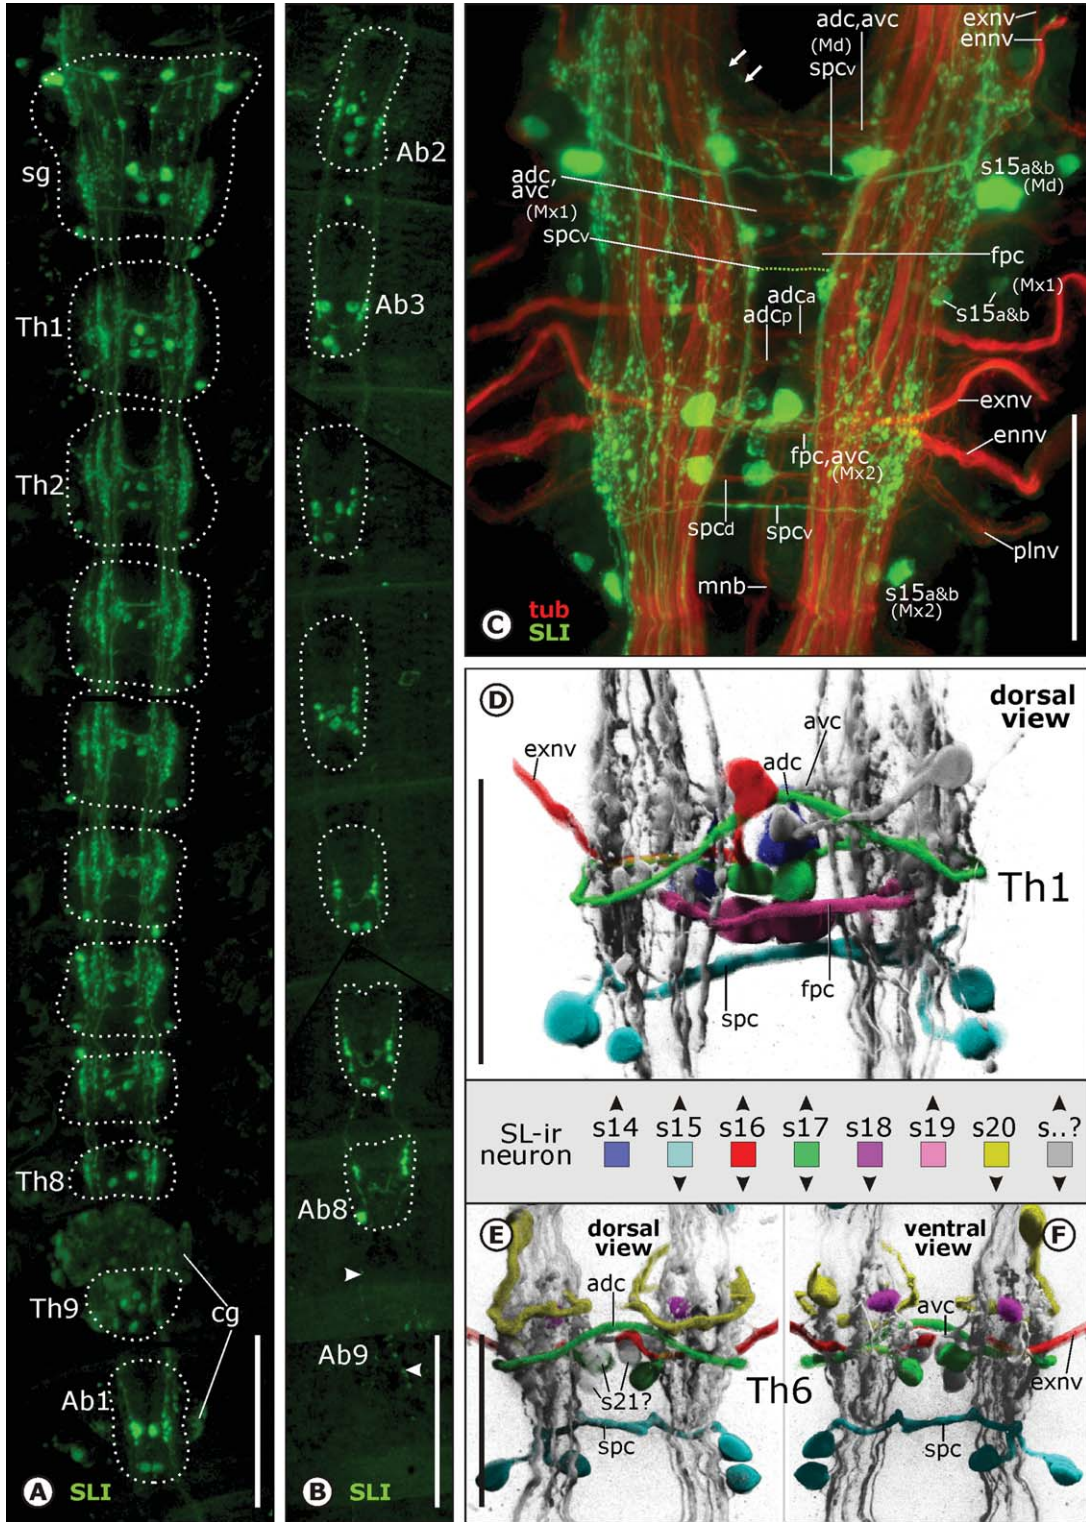 sg
Th1
Th2
Th8
Th9
cg
Ab1
A SLI
Ab2
Ab3
Ab8
Ab9
B SLI
adc,avc
(Md)
spcv
exnv
ennv
s15a&b
(Md)
adc,
avc
(Mx1)
spcv
fpc
(Mx1)
s15a&b
adca
adcp
exnv
ennv
fpc,avc
(Mx2)
spcd
spcv
plnv
mnb
s15a&b
(Mx2)
C tub
SLI
D
dorsal
view
avc
adc
exnv
Th1
fpc
spc
SL-ir
neuron
s14 s15 s16 s17 s18 s19 s20 s..?
E dorsal
view
adc
s21?
spc
Th6
ventral
view F
avc
exnv
spc